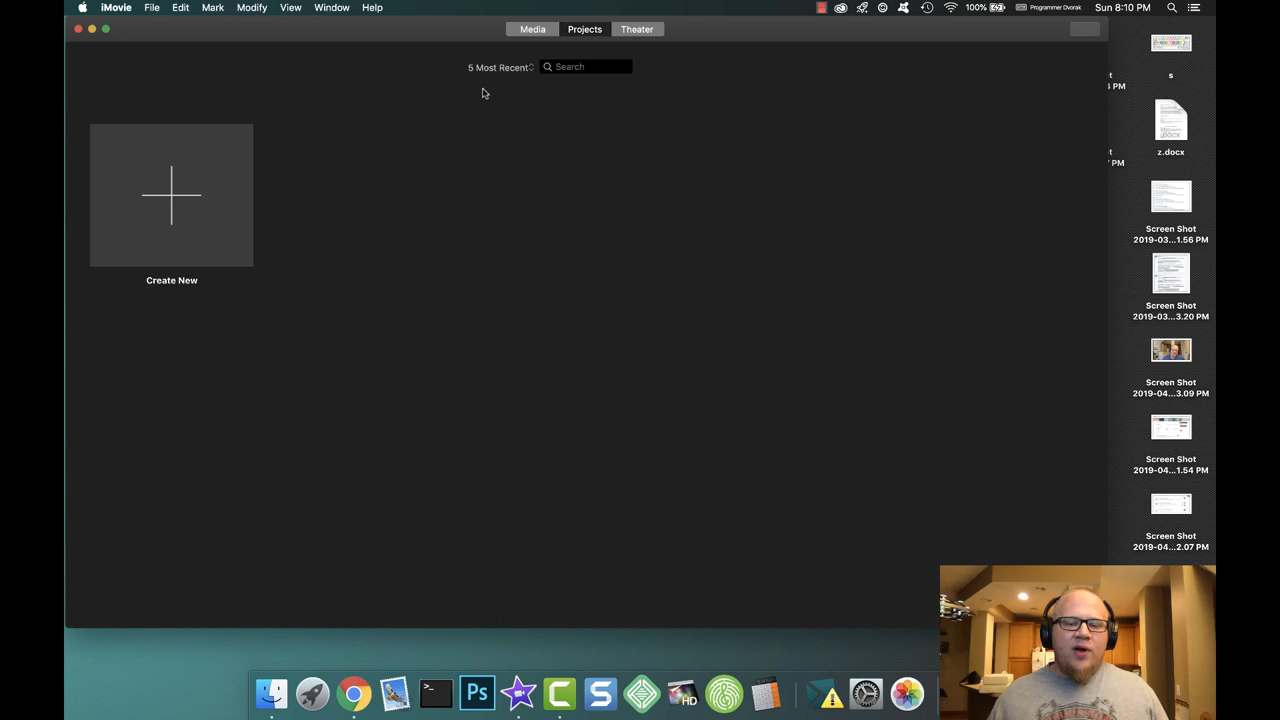 iMovie File Edit Mark Modify View Window Help 100% Programmer Dvorak Sun 8:10 PM
Media Projects Theater
5 Most Recent Search
Create New
s
PM
z.docx
PM
Screen Shot
2019-03...1.56 PM
Screen Shot
2019-03...3.20 PM
Screen Shot
2019-04...3.09 PM
Screen Shot
2019-04...1.54 PM
Screen Shot
2019-04...2.07 PM
Ps C S HD